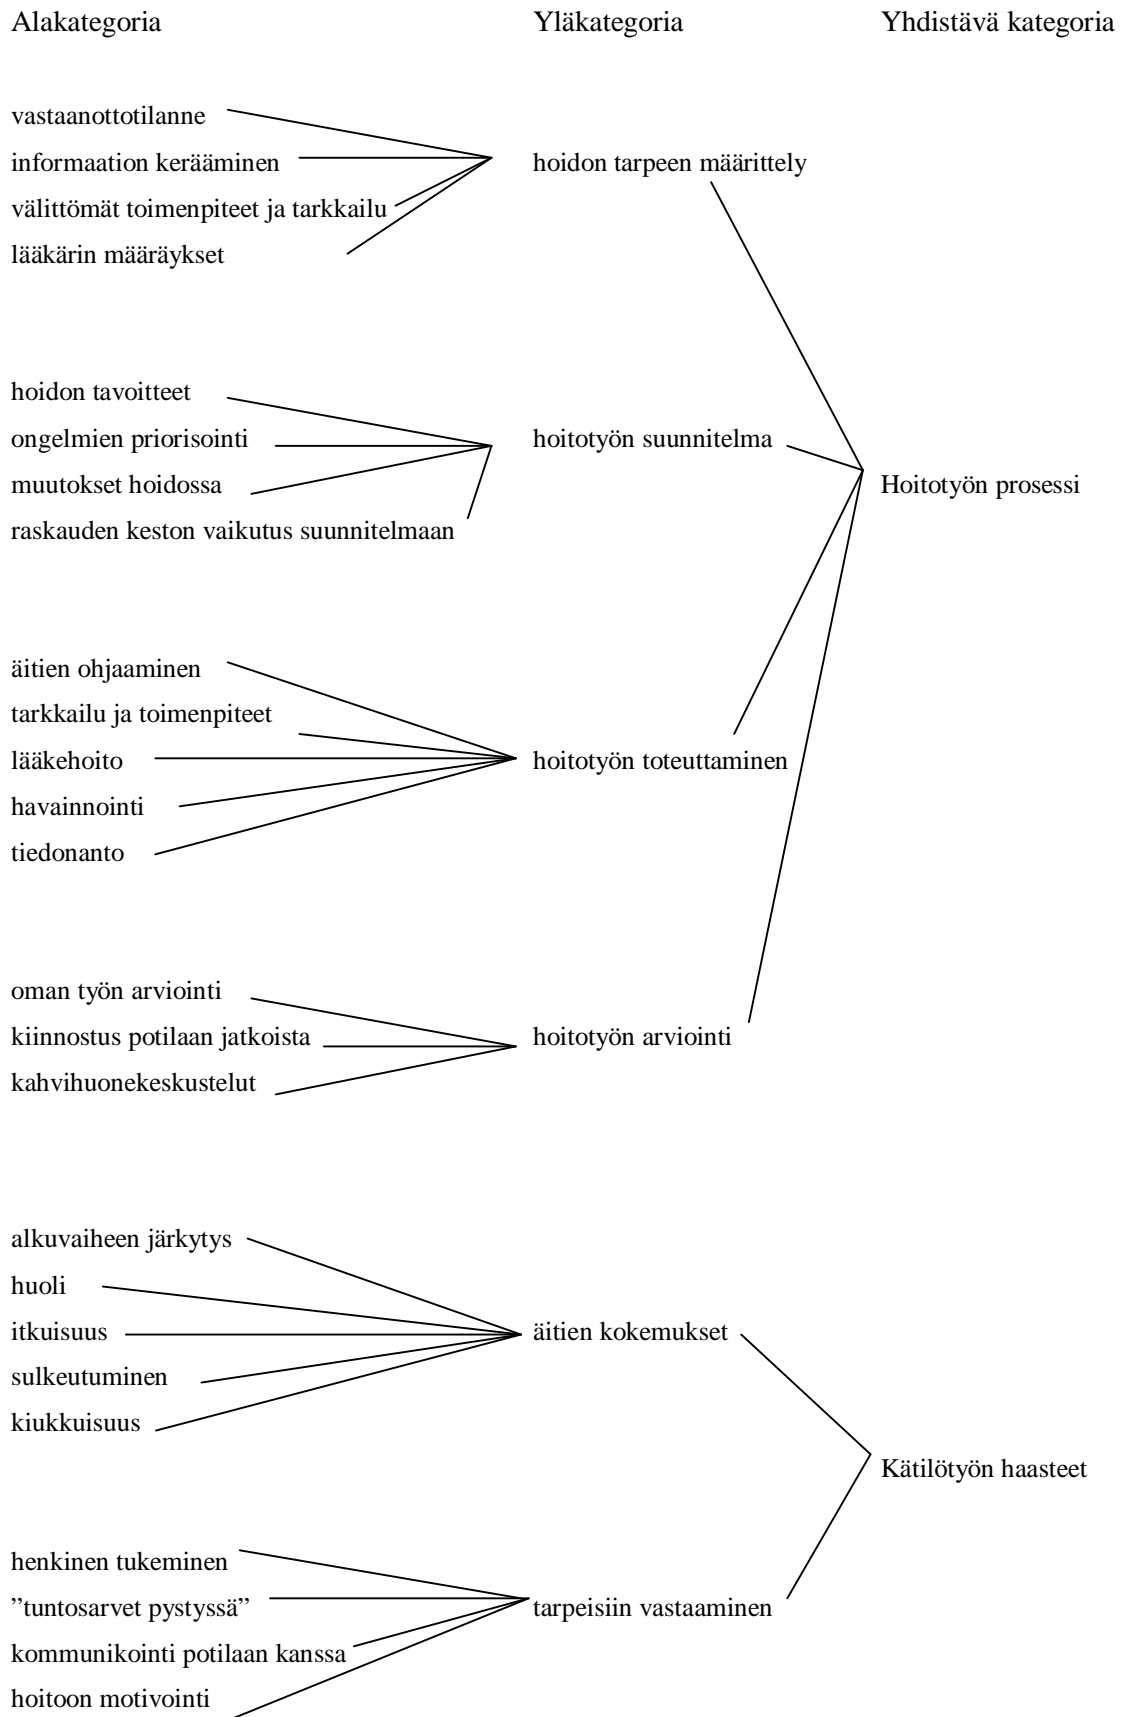 Alakategoria Yläkategoria Yhdistävä kategoria
vastaanottotilanne
informaation kerääminen hoidon tarpeen määrittely
välittömät toimenpiteet ja tarkkailu
lääkärin määräykset
hoidon tavoitteet
ongelmien priorisointi hoitotyön suunnitelma
muutokset hoidossa Hoitotyön prosessi
raskauden keston vaikutus suunnitelmaan
äitien ohjaaminen
tarkkailu ja toimenpiteet
lääkehoito hoitotyön toteuttaminen
havainnointi
tiedonanto
oman työn arviointi
kiinnostus potilaan jatkoista hoitotyön arviointi
kahvihuonekeskustelut
alkuvaiheen järkytys
huoli
itkuisuus äitien kokemukset
sulkeutuminen
kiukkuisuus
Kätilötyön haasteet
henkinen tukeminen
”tuntosarvet pystyssä” tarpeisiin vastaaminen
kommunikointi potilaan kanssa
hoitoon motivointi